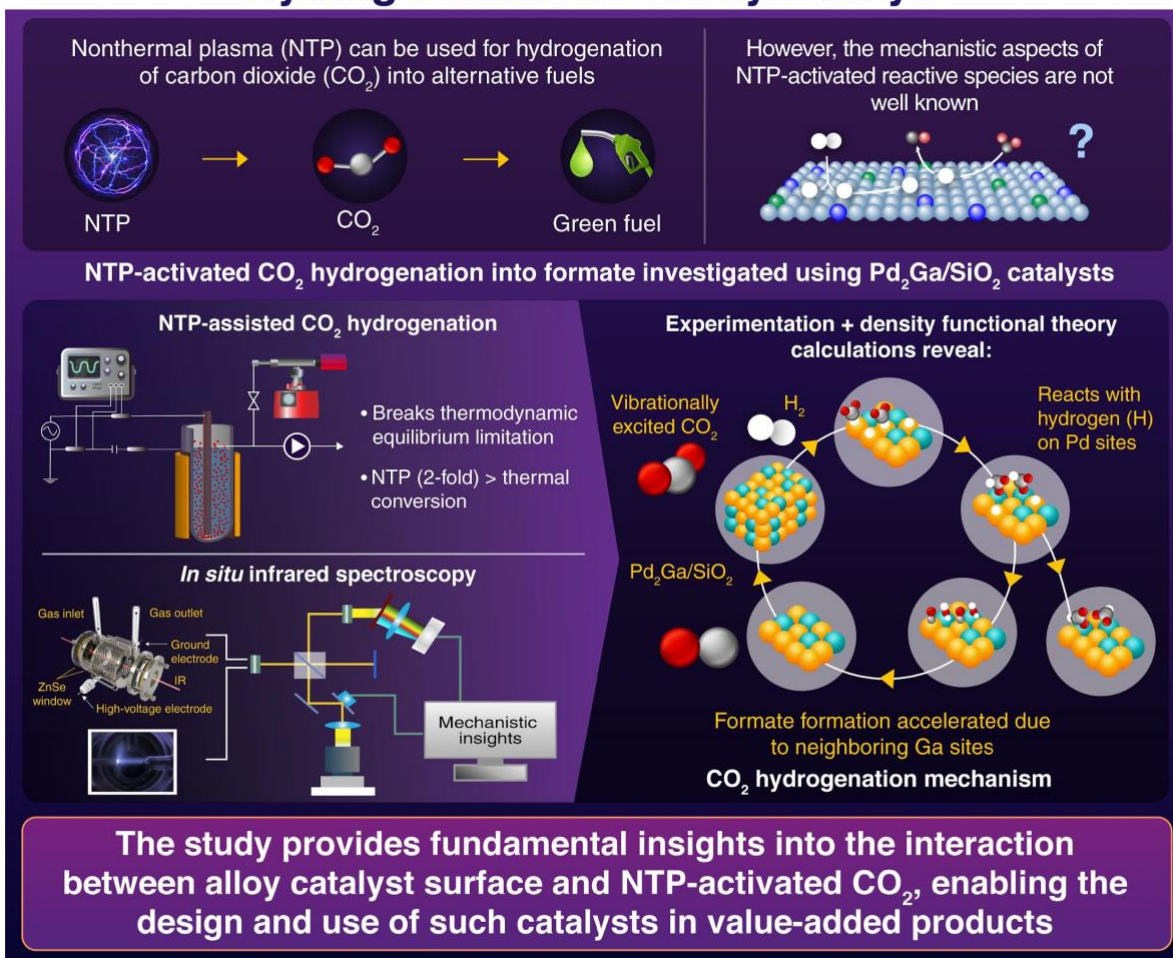 Nonthermal plasma (NTP) can be used for hydrogenation
of carbon dioxide (CO₂) into alternative fuels
NTP
CO₂
Green fuel
However, the mechanistic aspects of
NTP-activated reactive species are not
well known
?
NTP-activated CO₂ hydrogenation into formate investigated using Pd₂Ga/SiO₂ catalysts
NTP-assisted CO₂ hydrogenation
• Breaks thermodynamic
equilibrium limitation
• NTP (2-fold) > thermal
conversion
In situ infrared spectroscopy
Gas inlet
Gas outlet
Ground
electrode
IR
ZnSe
window
High-voltage electrode
Mechanistic
insights
Experimentation + density functional theory
calculations reveal:
Vibrationally
excited CO₂
H₂
Reacts with
hydrogen (H)
on Pd sites
Pd₂Ga/SiO₂
Formate formation accelerated due
to neighboring Ga sites
CO₂ hydrogenation mechanism
The study provides fundamental insights into the interaction
between alloy catalyst surface and NTP-activated CO₂, enabling the
design and use of such catalysts in value-added products